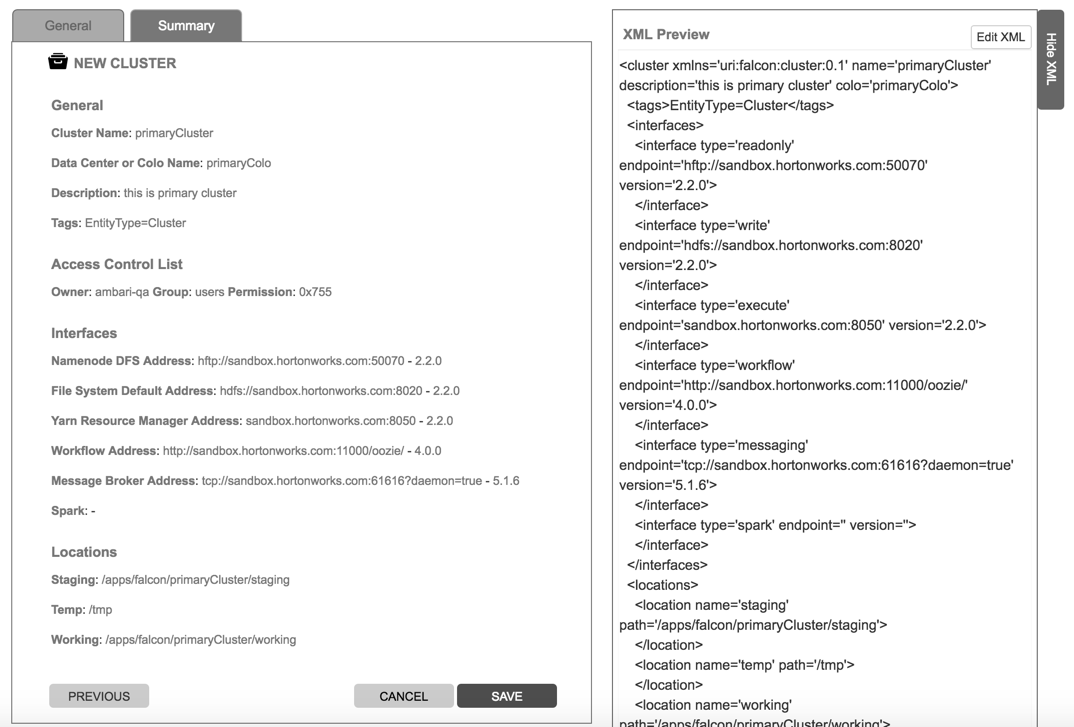 General
Summary
NEW CLUSTER
General
Cluster Name: primaryCluster
Data Center or Colo Name: primaryColo
Description: this is primary cluster
Tags: EntityType=Cluster
Access Control List
Owner: ambari-qa Group: users Permission: 0x755
Interfaces
Namenode DFS Address: hftp://sandbox.hortonworks.com:50070 - 2.2.0
File System Default Address: hdfs://sandbox.hortonworks.com:8020 - 2.2.0
Yarn Resource Manager Address: sandbox.hortonworks.com:8050 - 2.2.0
Workflow Address: http://sandbox.hortonworks.com:11000/oozie/ - 4.0.0
Message Broker Address: tcp://sandbox.hortonworks.com:61616?daemon=true - 5.1.6
Spark: -
Locations
Staging: /apps/falcon/primaryCluster/staging
Temp: /tmp
Working: /apps/falcon/primaryCluster/working
PREVIOUS
CANCEL
SAVE
XML Preview
Edit XML
Hide XML
<cluster xmlns='uri:falcon:cluster:0.1' name='primaryCluster'
description='this is primary cluster' colo='primaryColo'>
<tags>EntityType=Cluster</tags>
<interfaces>
<interface type='readonly'
endpoint='hftp://sandbox.hortonworks.com:50070'
version='2.2.0'>
</interface>
<interface type='write'
endpoint='hdfs://sandbox.hortonworks.com:8020'
version='2.2.0'>
</interface>
<interface type='execute'
endpoint='sandbox.hortonworks.com:8050' version='2.2.0'>
</interface>
<interface type='workflow'
endpoint='http://sandbox.hortonworks.com:11000/oozie/'
version='4.0.0'>
</interface>
<interface type='messaging'
endpoint='tcp://sandbox.hortonworks.com:61616?daemon=true'
version='5.1.6'>
</interface>
<interface type='spark' endpoint='' version=''>
</interface>
</interfaces>
<locations>
<location name='staging'
path='/apps/falcon/primaryCluster/staging'>
</location>
<location name='temp' path='/tmp'>
</location>
<location name='working'
path='/apps/falcon/primaryCluster/working'>